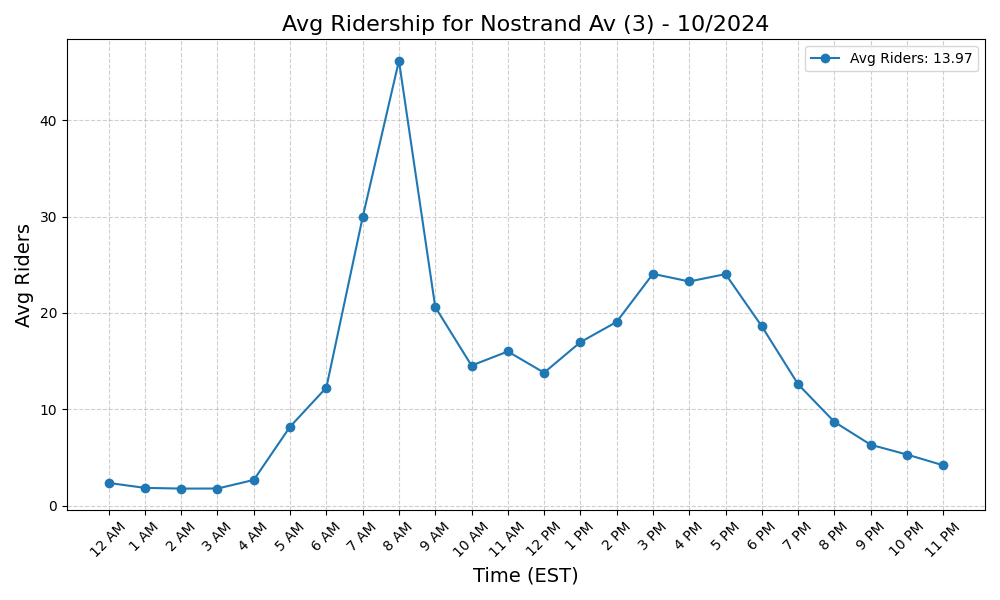 Avg Ridership for Nostrand Av (3) - 10/2024
Avg Riders: 13.97
Avg Riders
40
30
20
10
0
12 AM
1 AM
2 AM
3 AM
4 AM
5 AM
6 AM
7 AM
8 AM
9 AM
10 AM
11 AM
12 PM
1 PM
2 PM
3 PM
4 PM
5 PM
6 PM
7 PM
8 PM
9 PM
10 PM
11 PM
Time (EST)